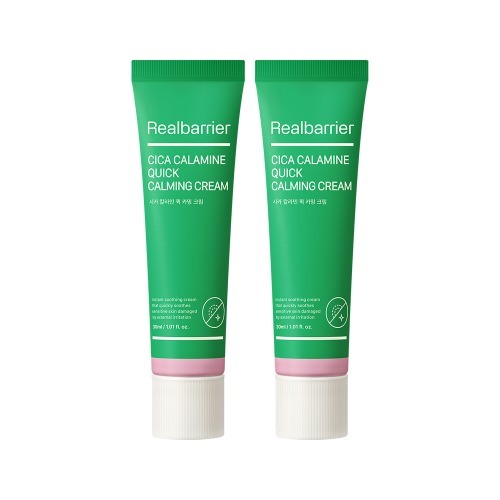 Realbarrier
CICA CALAMINE
QUICK
CALMING CREAM
시카 칼라민 퀵 카밍 크림
Instant soothing cream
that quickly soothes
sensitive skin damaged
by external irritation
30ml / 1.01 fl. oz.
Realbarrier
CICA CALAMINE
QUICK
CALMING CREAM
시카 칼라민 퀵 카밍 크림
Instant soothing cream
that quickly soothes
sensitive skin damaged
by external irritation
30ml / 1.01 fl. oz.